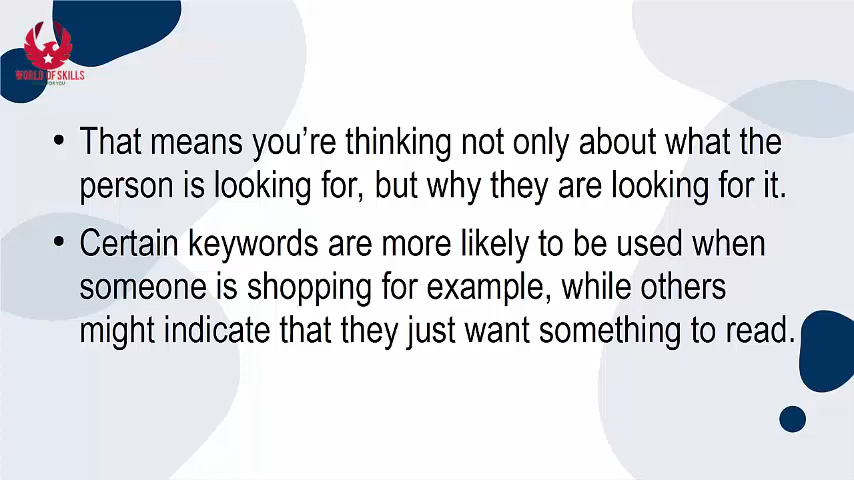 WORLD OF SKILLS
• That means you're thinking not only about what the
person is looking for, but why they are looking for it.
• Certain keywords are more likely to be used when
someone is shopping for example, while others
might indicate that they just want something to read.